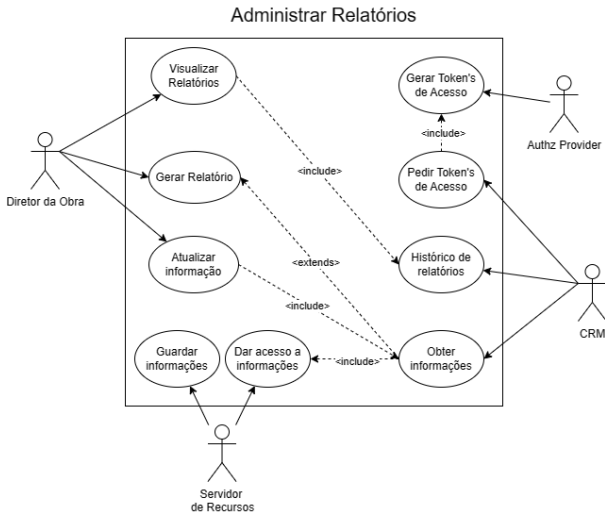 Administrar Relatórios
Visualizar
Relatórios
Gerar Token's
de Acesso
Authz Provider
<include>
Diretor da Obra
Gerar Relatório
<include>
Pedir Token's
de Acesso
Atualizar
informação
<extends>
Histórico de
relatórios
<include>
CRM
Guardar
informações
Dar acesso a
informações
<include>
Obter
informações
Servidor
de Recursos